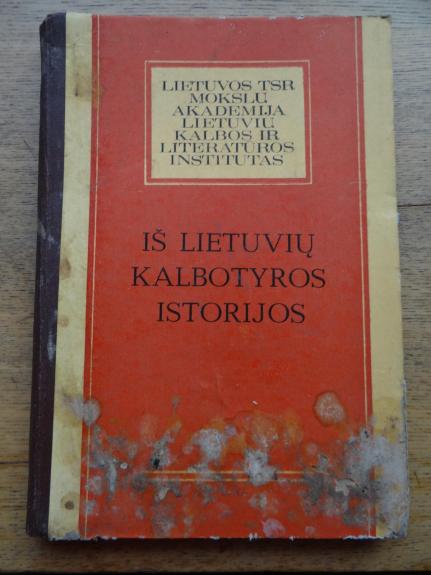 LIETUVOS TSR
MOKSLŲ
AKADEMIJA
LIETUVIŲ
KALBOS IR
LITERATŪROS
INSTITUTAS
IŠ LIETUVIŲ
KALBOTYROS
ISTORIJOS